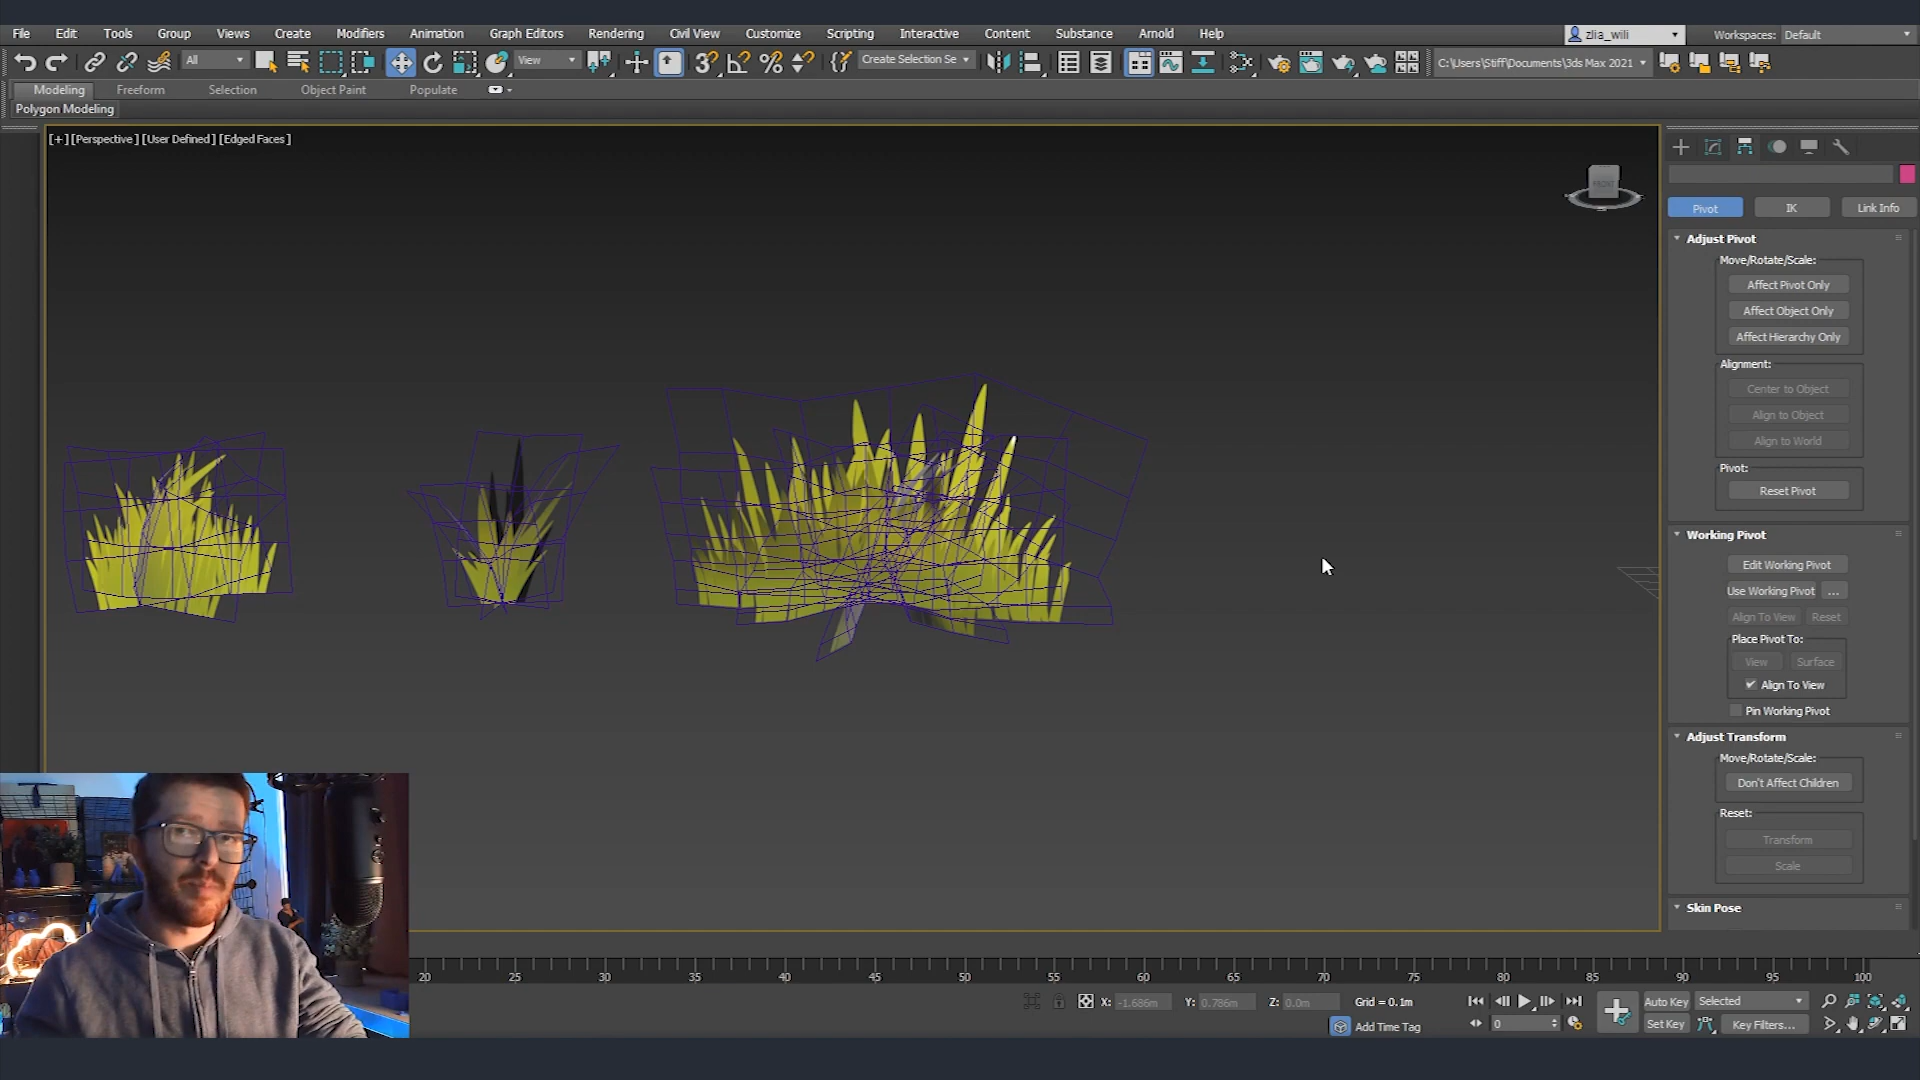 File Edit Tools Group Views Create Modifiers Animation Graph Editors Rendering Civil View Customize Scripting Interactive Content Substance Arnold Help
zlia_wili Workspaces: Default
All View Create Selection Se C:\Users\Stiff\Documents\3ds Max 2021
Modeling Freeform Selection Object Paint Populate
Polygon Modeling
[+] [Perspective] [User Defined] [Edged Faces]
FRONT
Pivot IK Link Info
Adjust Pivot
Move/Rotate/Scale:
Affect Pivot Only
Affect Object Only
Affect Hierarchy Only
Alignment:
Center to Object
Align to Object
Align to World
Pivot:
Reset Pivot
Working Pivot
Edit Working Pivot
Use Working Pivot ...
Align To View Reset
Place Pivot To:
View Surface
Align To View
Pin Working Pivot
Adjust Transform
Move/Rotate/Scale:
Don't Affect Children
Reset:
Transform
Scale
Skin Pose
20 25 30 35 40 45 50 55 60 65 70 75 80 85 90 95 100
X: -1.686m Y: 0.786m Z: 0.0m Grid = 0.1m Auto Key Selected
Add Time Tag 0 Set Key Key Filters...